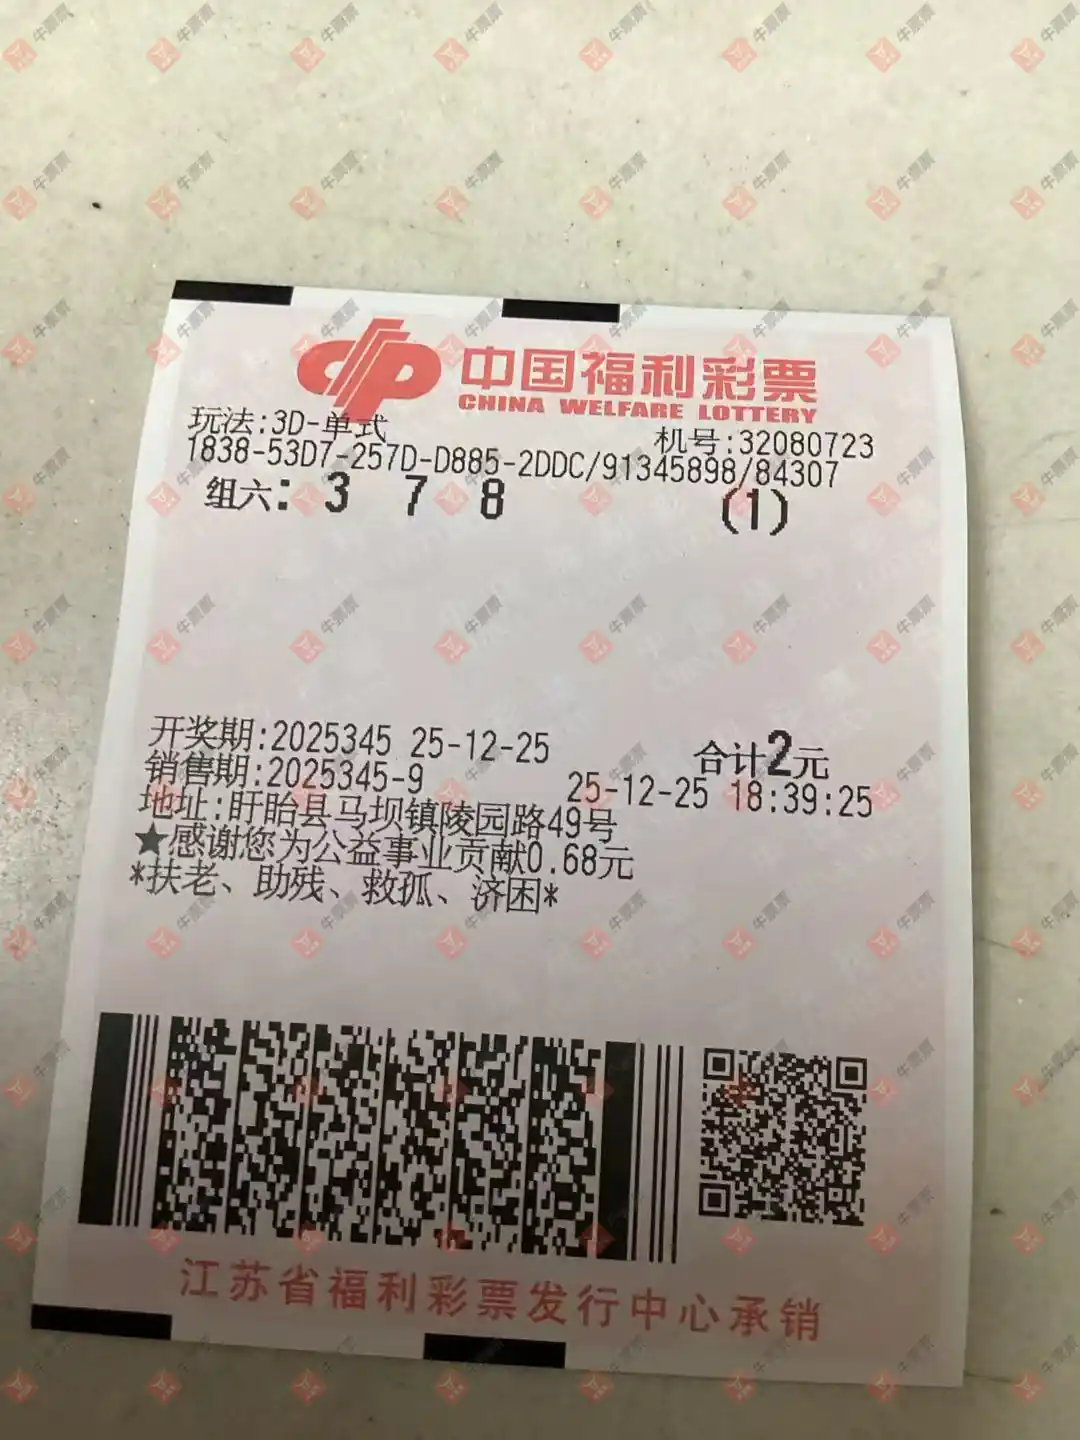 中国福利彩票
CHINA WELFARE LOTTERY
玩法:3D-单式
机号:32080723
1838-53D7-257D-D885-2DDC/91345898/84307
组六: 3 7 8 (1)
开奖期:2025345 25-12-25
合计2元
销售期:2025345-9 25-12-25 18:39:25
地址:盱眙县马坝镇陵园路49号
★感谢您为公益事业贡献0.68元
*扶老、助残、救孤、济困*
江苏省福利彩票发行中心承销
牛票票